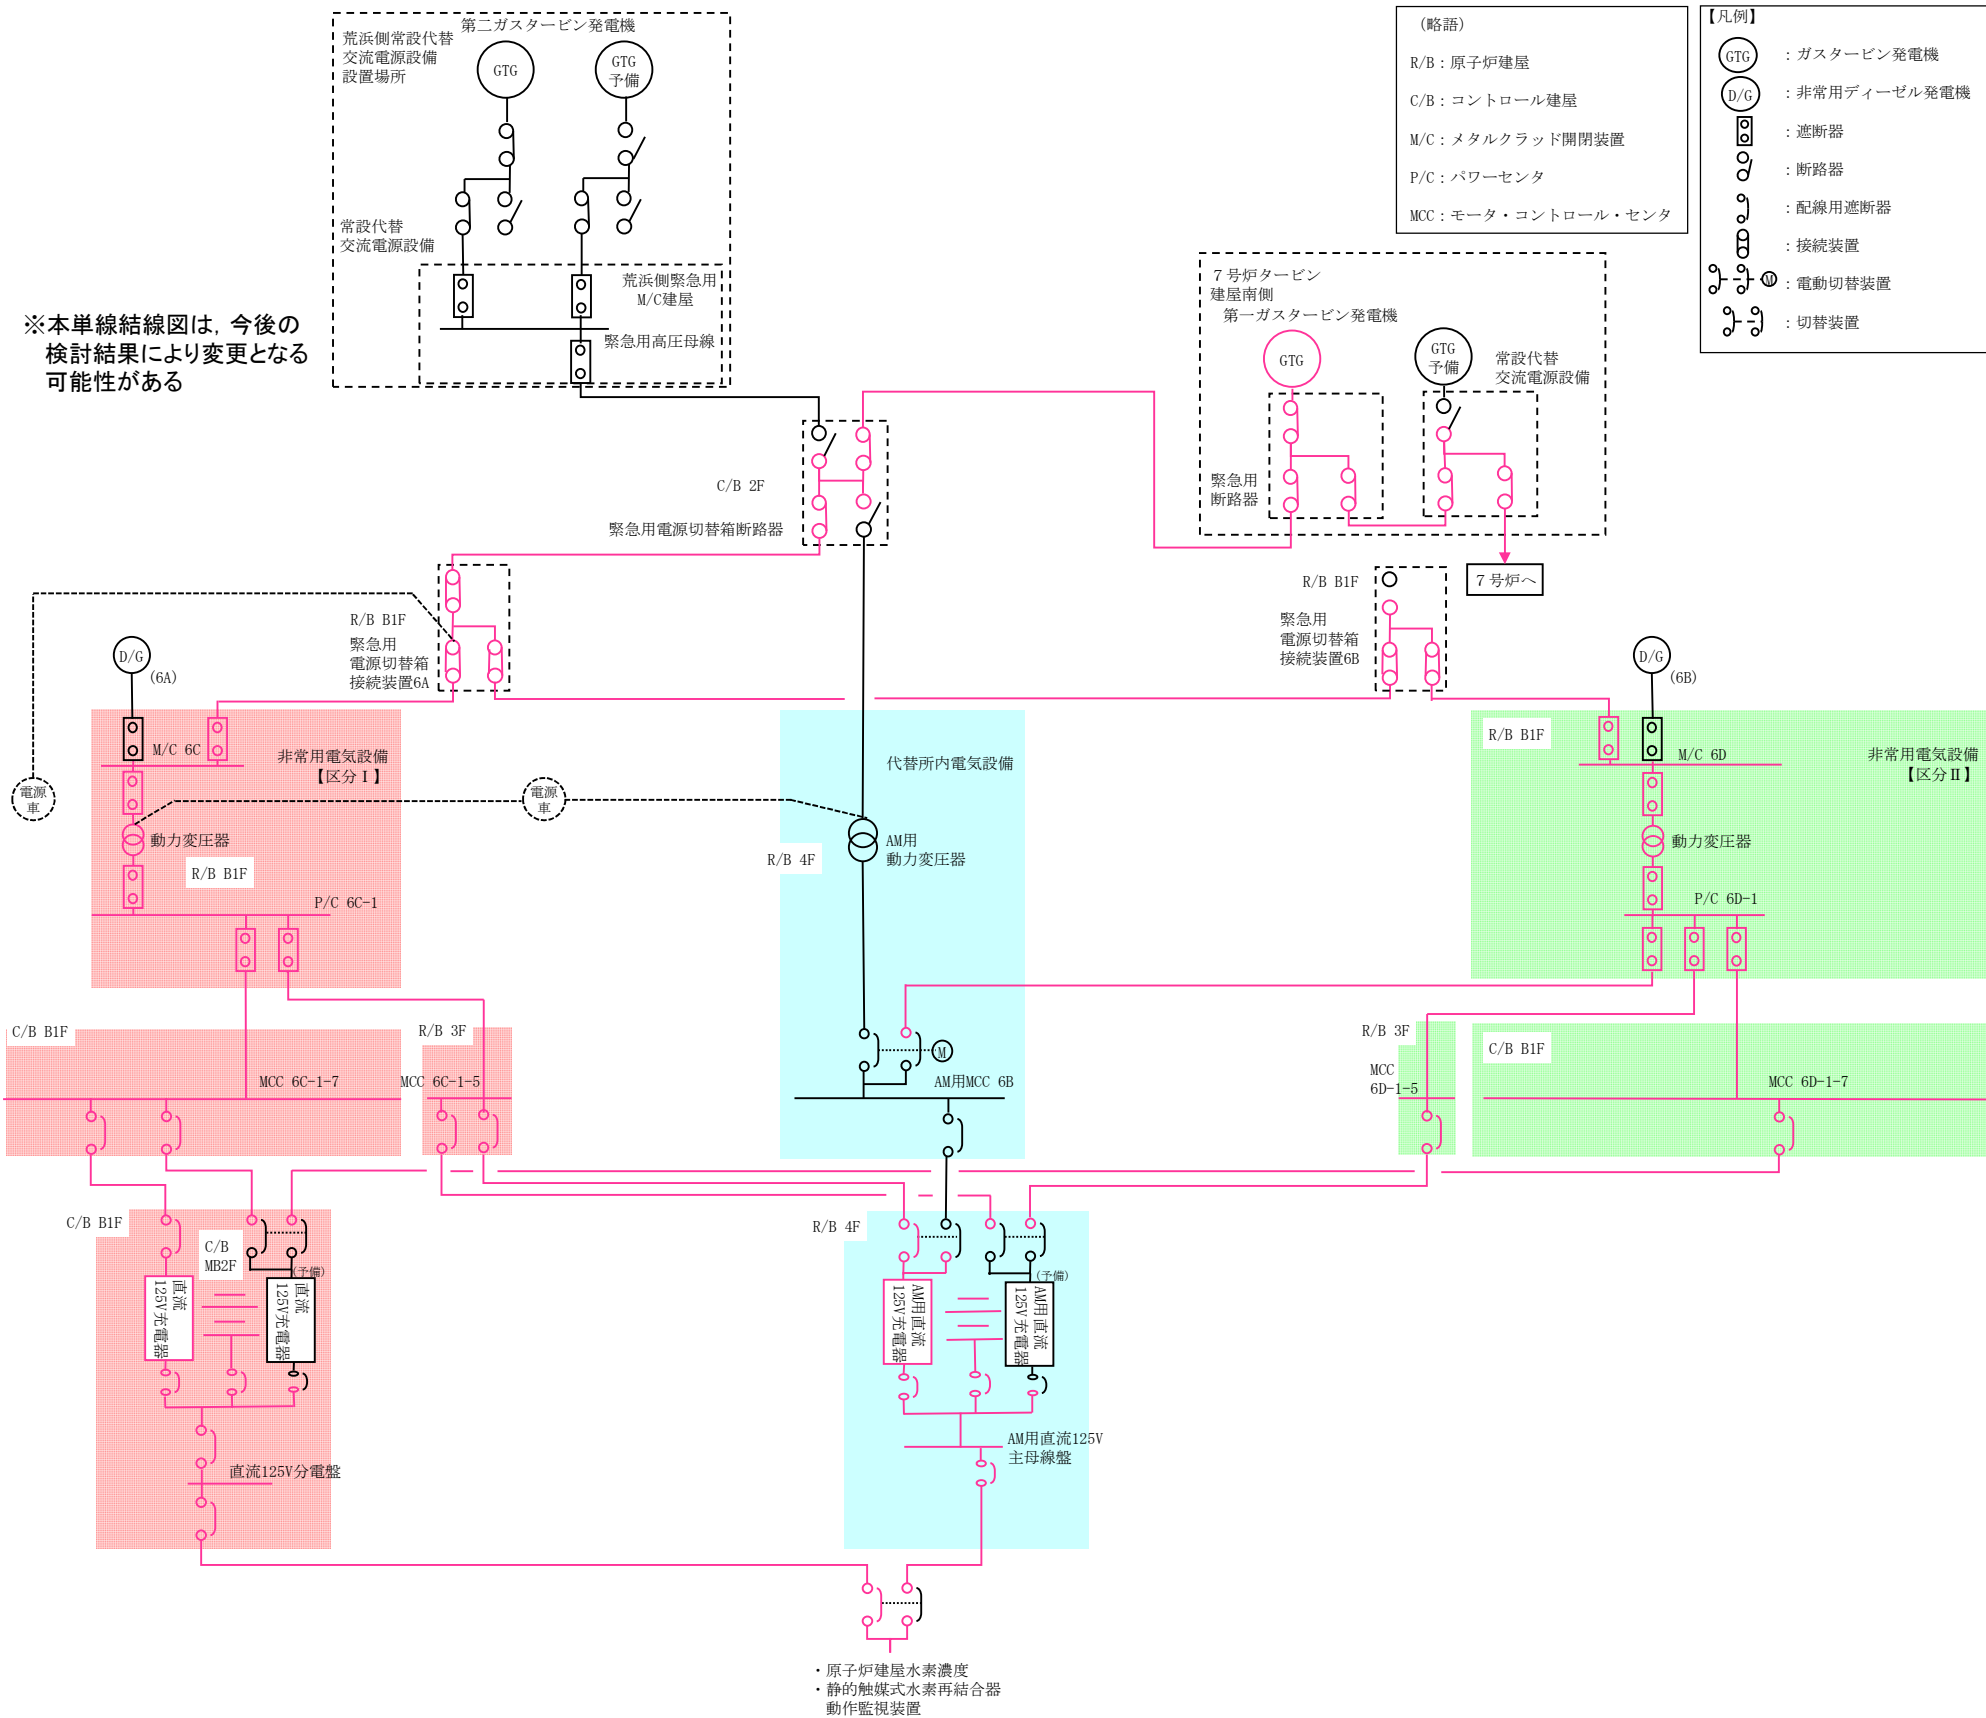 第二ガスタービン発電機
荒浜側常設代替
交流電源設備
設置場所
GTG
GTG
予備
常設代替
交流電源設備
荒浜側緊急用
M/C建屋
緊急用高圧母線
※本単線結線図は，今後の
検討結果により変更となる
可能性がある
（略語）
R/B：原子炉建屋
C/B：コントロール建屋
M/C：メタルクラッド開閉装置
P/C：パワーセンタ
MCC：モータ・コントロール・センタ
【凡例】
GTG
：ガスタービン発電機
D/G
：非常用ディーゼル発電機
：遮断器
：断路器
：配線用遮断器
：接続装置
M
：電動切替装置
：切替装置
７号炉タービン
建屋南側
第一ガスタービン発電機
GTG
GTG
予備
常設代替
交流電源設備
緊急用
断路器
７号炉へ
C/B 2F
緊急用電源切替箱断路器
R/B B1F
緊急用
電源切替箱
接続装置6A
R/B B1F
緊急用
電源切替箱
接続装置6B
D/G
(6A)
D/G
(6B)
電源
車
電源
車
M/C 6C
非常用電気設備
【区分Ⅰ】
動力変圧器
R/B B1F
P/C 6C-1
代替所内電気設備
R/B 4F
AM用
動力変圧器
R/B B1F
M/C 6D
非常用電気設備
【区分Ⅱ】
動力変圧器
P/C 6D-1
C/B B1F
MCC 6C-1-7
R/B 3F
MCC 6C-1-5
M
AM用MCC 6B
R/B 3F
MCC
6D-1-5
C/B B1F
MCC 6D-1-7
C/B B1F
C/B
MB2F
(予備)
直流
125V充電器
直流
125V充電器
直流125V分電盤
R/B 4F
(予備)
AM用直流
125V充電器
AM用直流
125V充電器
AM用直流125V
主母線盤
・原子炉建屋水素濃度
・静的触媒式水素再結合器
動作監視装置